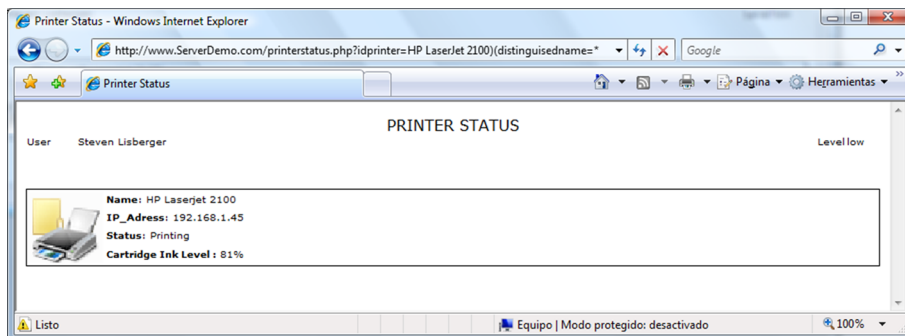 Printer Status - Windows Internet Explorer
http://www.ServerDemo.com/printerstatus.php?idprinter=HP LaserJet 2100)(distinguisedname=*
Google
Printer Status
Página
Herramientas
PRINTER STATUS
User Steven Lisberger Level low
Name: HP Laserjet 2100
IP_Adress: 192.168.1.45
Status: Printing
Cartridge Ink Level : 81%
Listo
Equipo | Modo protegido: desactivado
100%